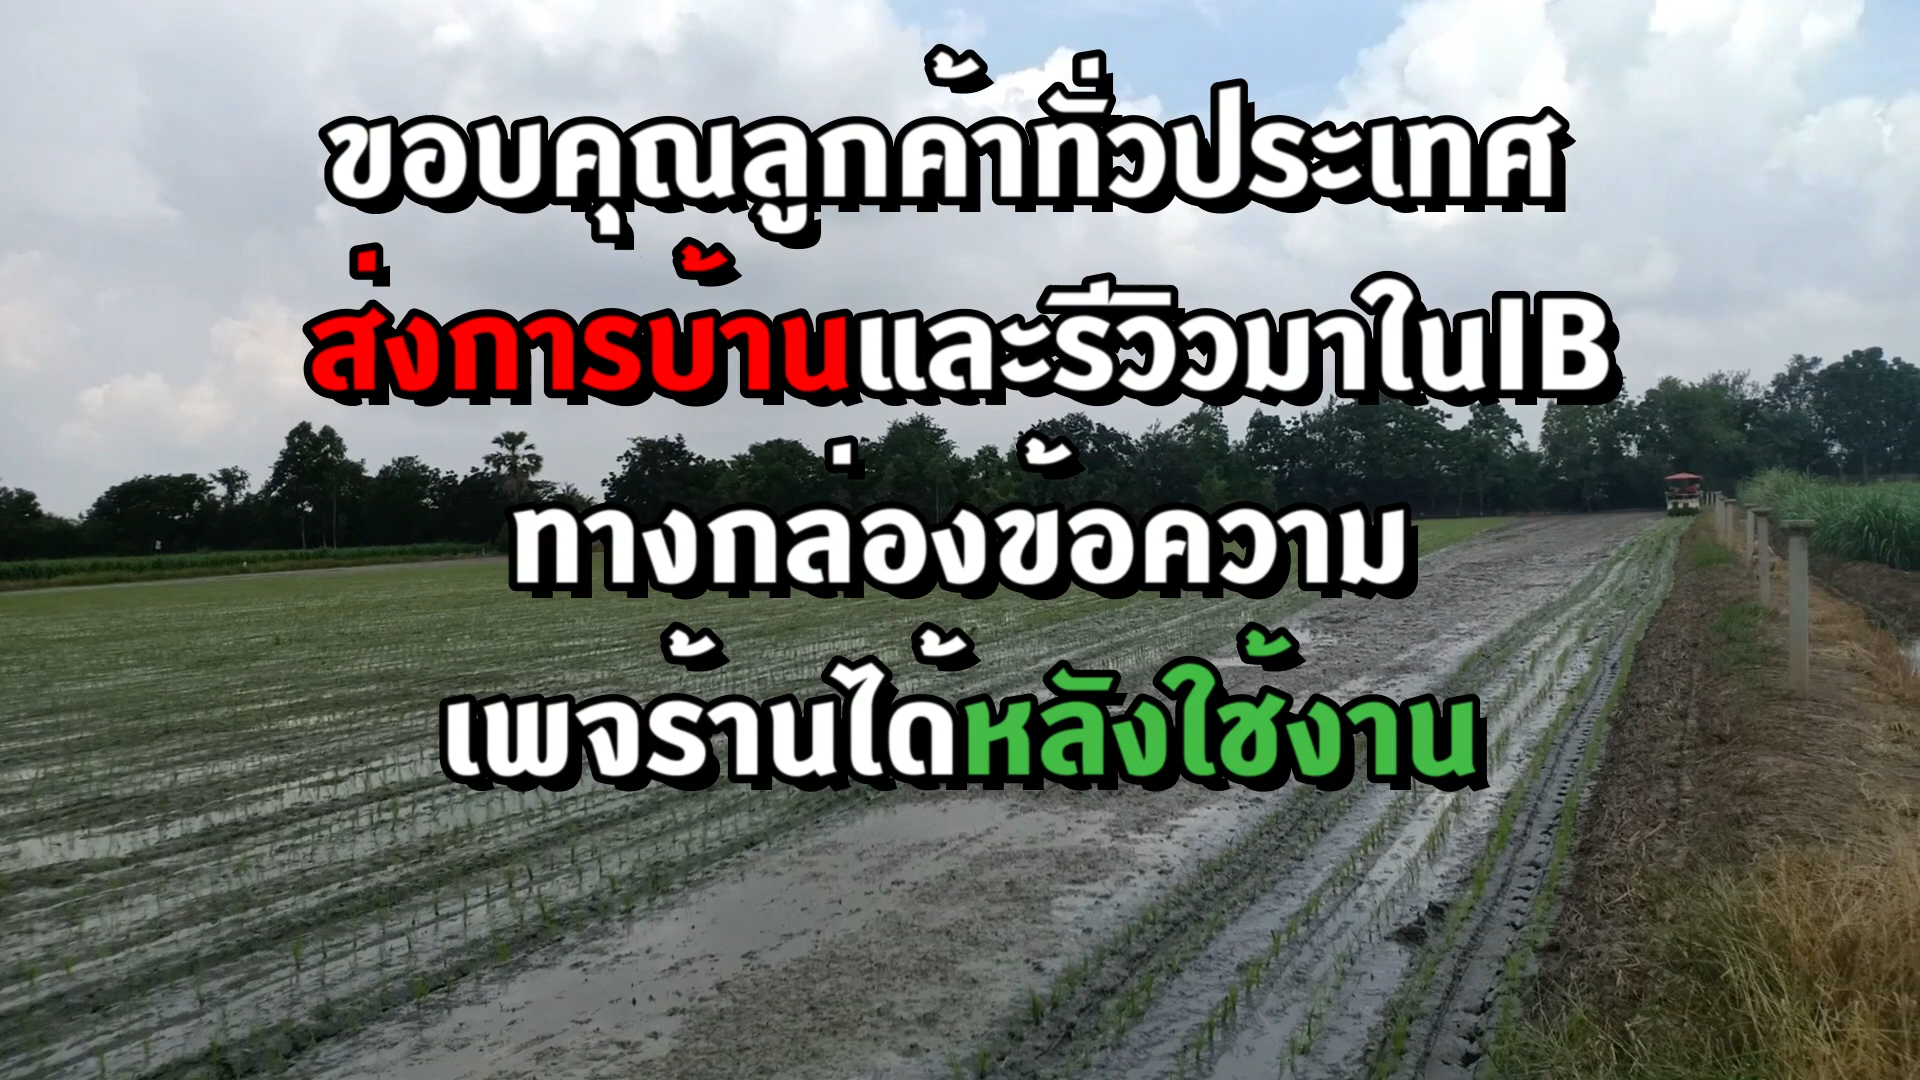 ขอบคุณลูกค้าทั่วประเทศ
ส่งการบ้านและรีวิวมาในIB
ทางกล่องข้อความ
เพจร้านได้หลังใช้งาน